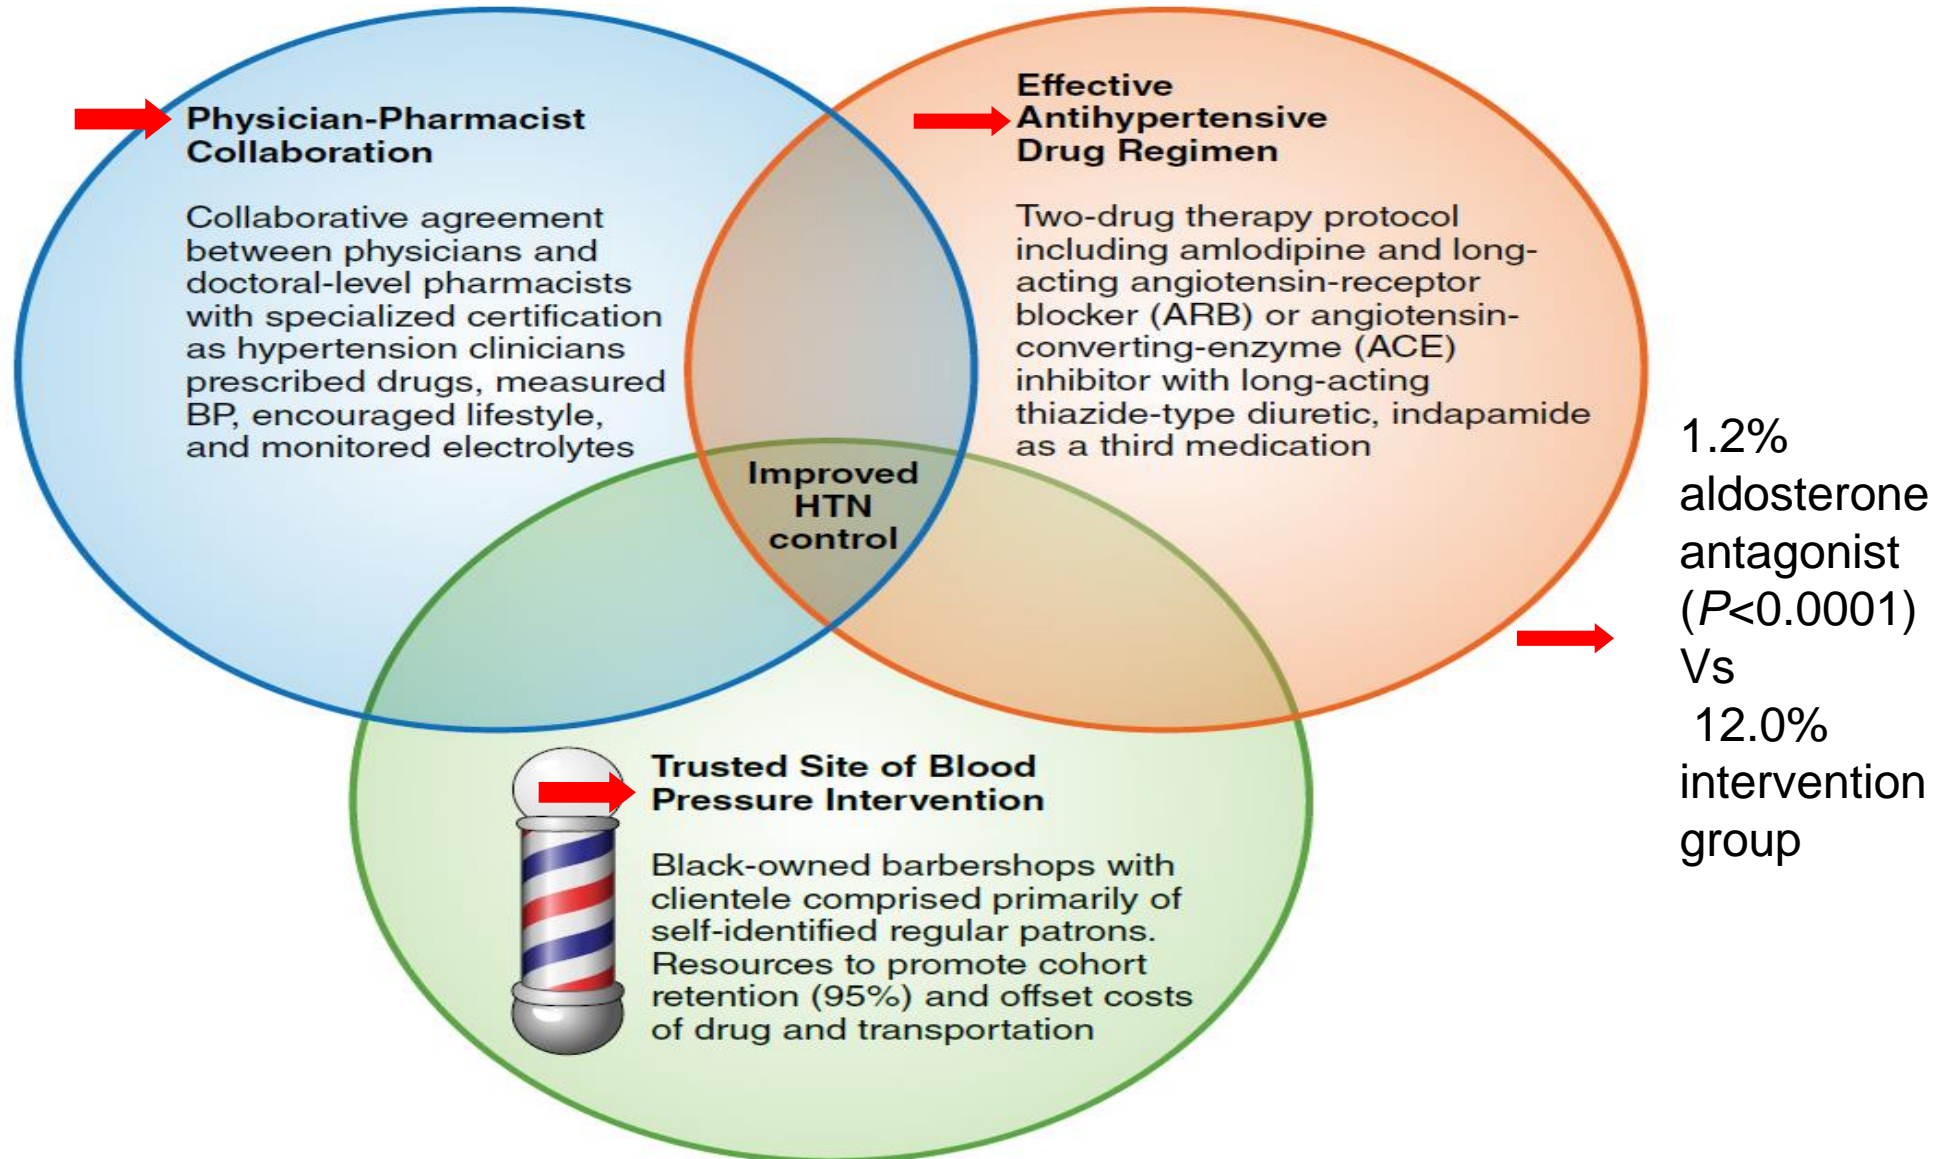 Physician-Pharmacist
Collaboration
Collaborative agreement
between physicians and
doctoral-level pharmacists
with specialized certification
as hypertension clinicians
prescribed drugs, measured
BP, encouraged lifestyle,
and monitored electrolytes
Effective
Antihypertensive
Drug Regimen
Two-drug therapy protocol
including amlodipine and long-
acting angiotensin-receptor
blocker (ARB) or angiotensin-
converting-enzyme (ACE)
inhibitor with long-acting
thiazide-type diuretic, indapamide
as a third medication
Improved
HTN
control
Trusted Site of Blood
Pressure Intervention
Black-owned barbershops with
clientele comprised primarily of
self-identified regular patrons.
Resources to promote cohort
retention (95%) and offset costs
of drug and transportation
1.2%
aldosterone
antagonist
(P<0.0001)
Vs
12.0%
intervention
group